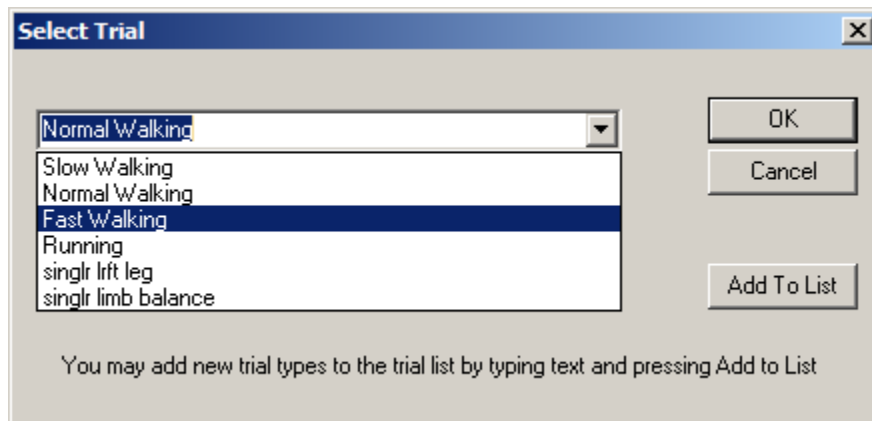 Select Trial
Normal Walking
OK
Slow Walking
Normal Walking
Cancel
Fast Walking
Running
singlr lrft leg
singlr limb balance
Add To List
You may add new trial types to the trial list by typing text and pressing Add to List